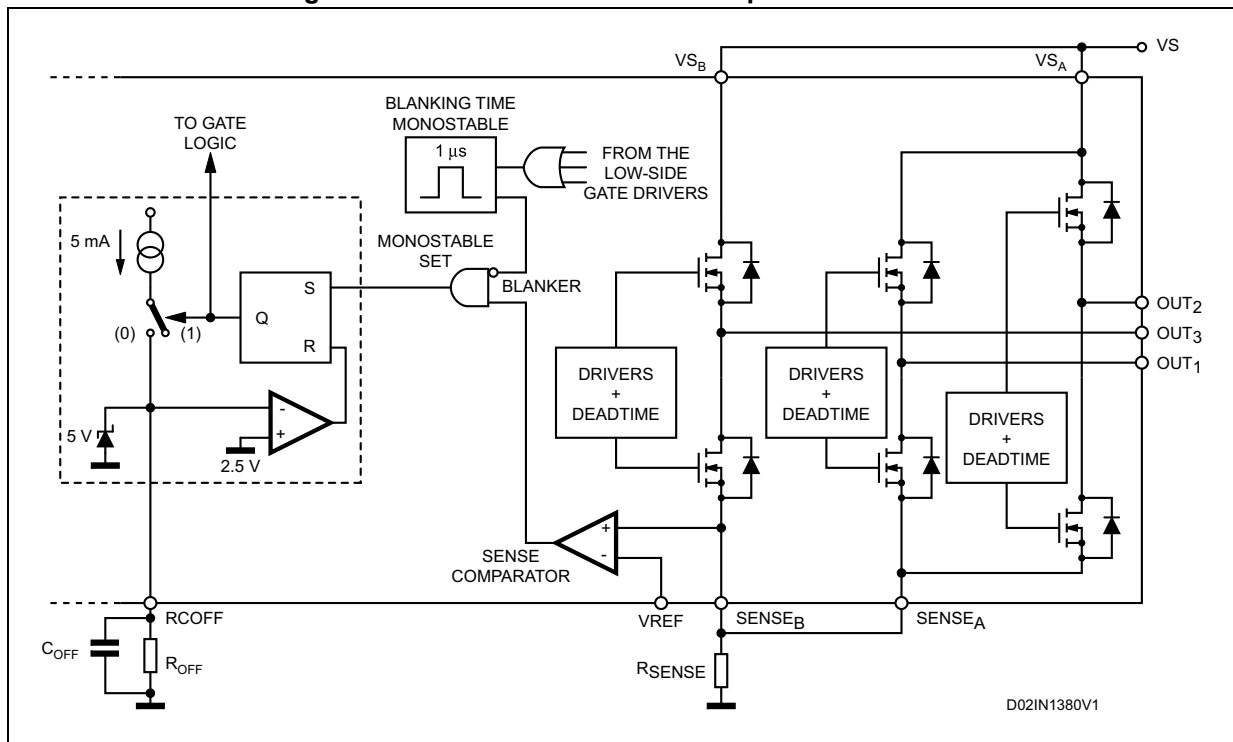 VS
VS_B
VS_A
BLANKING TIME
MONOSTABLE
TO GATE
LOGIC
1 μs
FROM THE
LOW-SIDE
GATE DRIVERS
5 mA
MONOSTABLE
SET
S
BLANKER
(0)
(1)
Q
R
OUT_2
OUT_3
OUT_1
DRIVERS
+
DEADTIME
DRIVERS
+
DEADTIME
DRIVERS
+
DEADTIME
5 V
-
+
2.5 V
+
-
SENSE
COMPARATOR
RCOFF
VREF
SENSE_B
SENSE_A
C_OFF
R_OFF
R_SENSE
D02IN1380V1